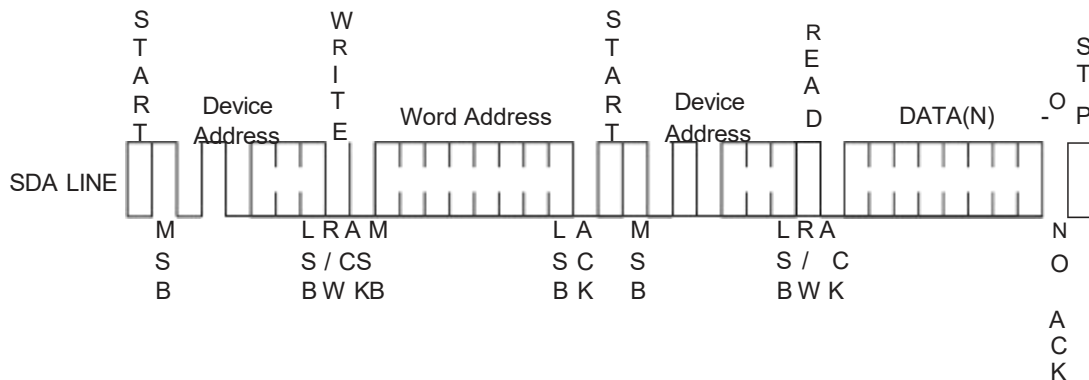 START
WRITE
START
READ
STOP
Device
Address
Word Address
Device
Address
DATA(N)
SDA LINE
MSB
LSB
R/W
ACK
MSB
LSB
ACK
MSB
LSB
R/W
ACK
NO ACK